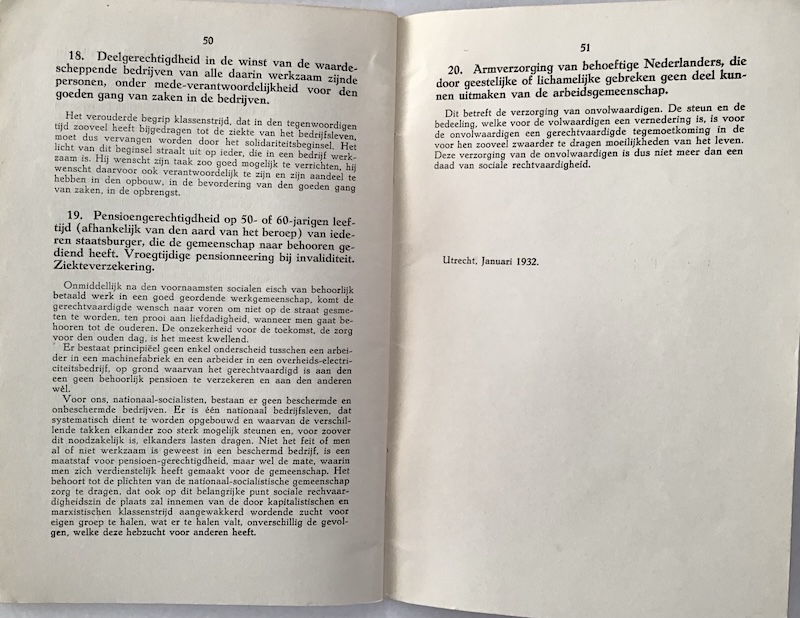 50
18. Deelgerechtigdheid in de winst van de waarde-
scheppende bedrijven van alle daarin werkzaam zijnde
personen, onder mede-verantwoordelijkheid voor den
goeden gang van zaken in de bedrijven.
Het verouderde begrip klassenstrijd, dat in den tegenwoordigen
tijd zooveel heeft bijgedragen tot de ziekte van het bedrijfsleven,
moet dus vervangen worden door het solidariteitsbeginsel. Het
licht van dit beginsel straalt uit op ieder, die in een bedrijf werk-
zaam is. Hij wenscht zijn taak zoo goed mogelijk te verrichten, hij
wenscht daarvoor ook verantwoordelijk te zijn en zijn aandeel te
hebben in den opbouw, in de bevordering van den goeden gang
van zaken, in de opbrengst.
19. Pensioengerechtigdheid op 50- of 60-jarigen leef-
tijd (afhankelijk van den aard van het beroep) van iede-
ren staatsburger, die de gemeenschap naar behooren ge-
diend heeft. Vroegtijdige pensionneering bij invaliditeit.
Ziekteverzekering.
Onmiddellijk na den voornaamsten socialen eisch van behoorlijk
betaald werk in een goed geordende werkgemeenschap, komt de
gerechtvaardigde wensch naar voren om niet op de straat gesme-
ten te worden, ten prooi aan liefdadigheid, wanneer men gaat be-
hooren tot de ouderen. De onzekerheid voor de toekomst, de zorg
voor den ouden dag, is het meest kwellend.
Er bestaat principiëel geen enkel onderscheid tusschen een arbei-
der in een machinefabriek en een arbeider in een overheids-electri-
citeitsbedrijf, op grond waarvan het gerechtvaardigd is aan den
een geen behoorlijk pensioen te verzekeren en aan den anderen
wèl.
Voor ons, nationaal-socialisten, bestaan er geen beschermde en
onbeschermde bedrijven. Er is één nationaal bedrijfsleven, dat
systematisch dient te worden opgebouwd en waarvan de verschil-
lende takken elkander zoo sterk mogelijk steunen en, voor zoover
dit noodzakelijk is, elkanders lasten dragen. Niet het feit of men
al of niet werkzaam is geweest in een beschermd bedrijf, is een
maatstaf voor pensioen-gerechtigdheid, maar wel de mate, waarin
men zich verdienstelijk heeft gemaakt voor de gemeenschap. Het
behoort tot de plichten van de nationaal-socialistische gemeenschap
zorg te dragen, dat ook op dit belangrijke punt sociale rechvaar-
digheidszin de plaats zal innemen van de door kapitalistischen en
marxistischen klassenstrijd aangewakkerd wordende zucht voor
eigen groep te halen, wat er te halen valt, onverschillig de gevol-
gen, welke deze hebzucht voor anderen heeft.
51
20. Armverzorging van behoeftige Nederlanders, die
door geestelijke of lichamelijke gebreken geen deel kun-
nen uitmaken van de arbeidsgemeenschap.
Dit betreft de verzorging van onvolwaardigen. De steun en de
bedeeling, welke voor de volwaardigen een vernedering is, is voor
de onvolwaardigen een gerechtvaardigde tegemoetkoming in de
voor hen zooveel zwaarder te dragen moeilijkheden van het leven.
Deze verzorging van de onvolwaardigen is dus niet meer dan een
daad van sociale rechtvaardigheid.
Utrecht, Januari 1932.